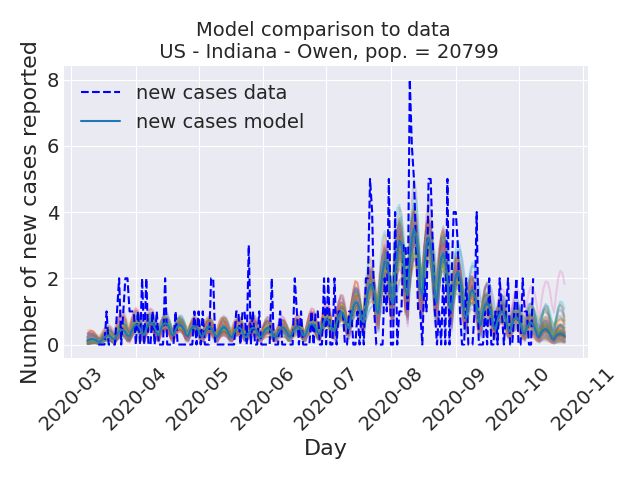 Model comparison to data
US - Indiana - Owen, pop. = 20799
Number of new cases reported
8
6
4
2
0
new cases data
new cases model
2020-03
2020-04
2020-05
2020-06
2020-07
2020-08
2020-09
2020-10
2020-11
Day